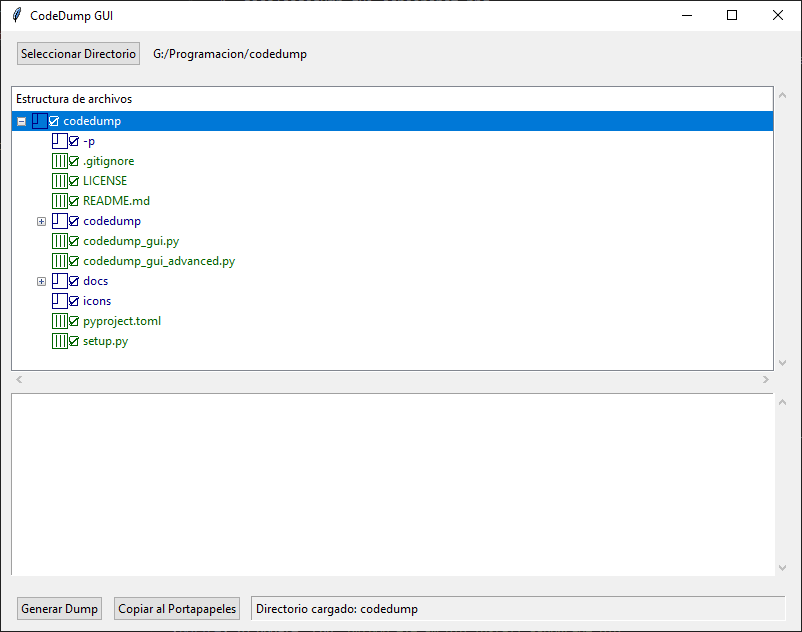 CodeDump GUI
Seleccionar Directorio G:/Programacion/codedump
Estructura de archivos
codedump
-p
.gitignore
LICENSE
README.md
codedump
codedump_gui.py
codedump_gui_advanced.py
docs
icons
pyproject.toml
setup.py
Generar Dump Copiar al Portapapeles Directorio cargado: codedump